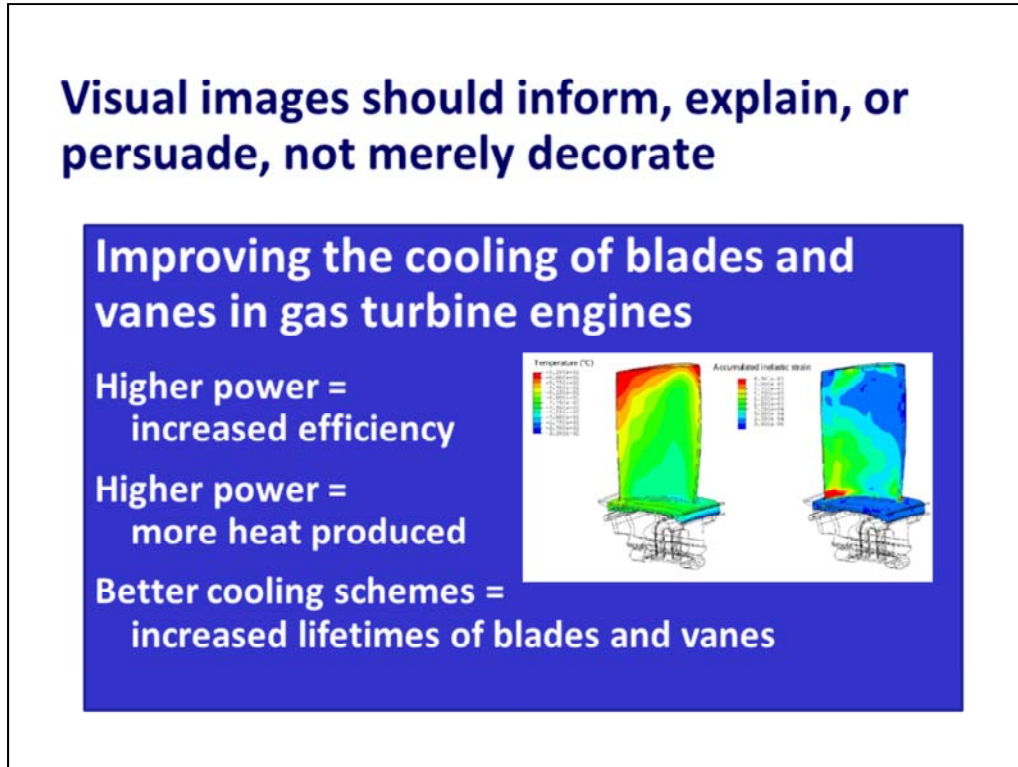 Visual images should inform, explain, or
persuade, not merely decorate
Improving the cooling of blades and
vanes in gas turbine engines
Higher power =
increased efficiency
Higher power =
more heat produced
Better cooling schemes =
increased lifetimes of blades and vanes
Temperature (°C)
Accumulated inelastic strain